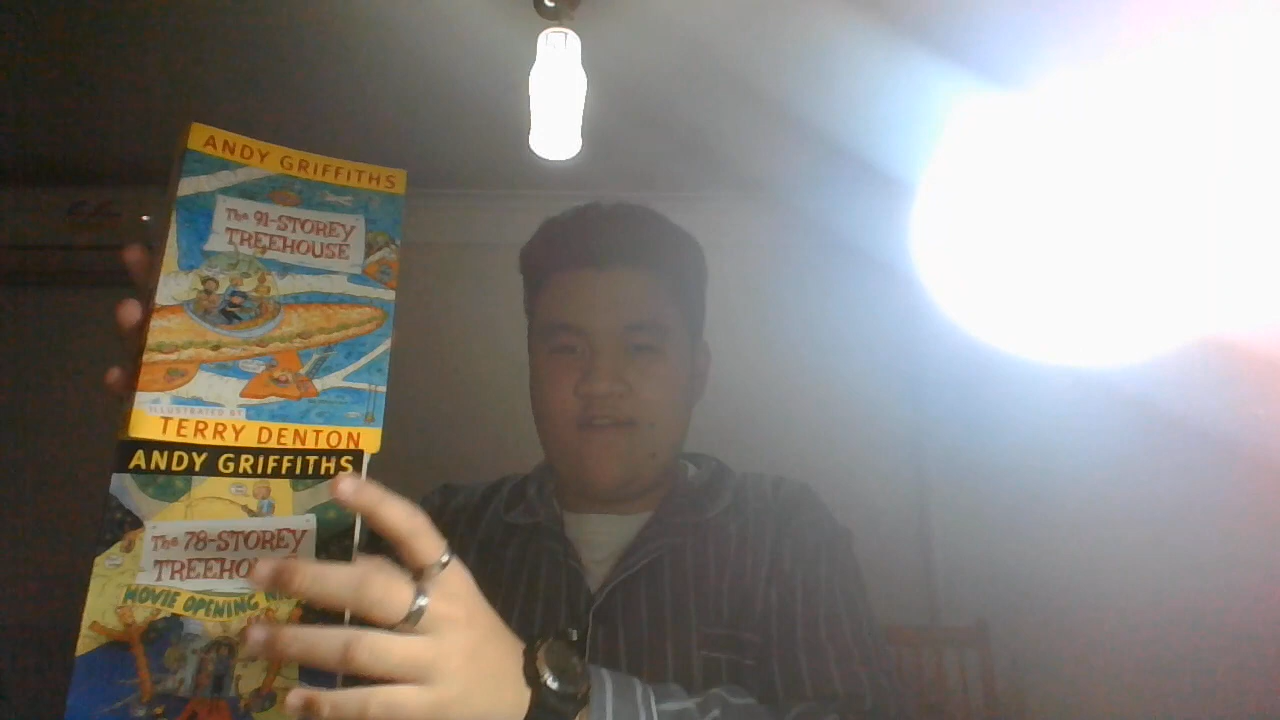 ANDY GRIFFITHS
The 91-STOREY
TREEHOUSE
ILLUSTRATED BY
TERRY DENTON
ANDY GRIFFITHS
The 78-STOREY
MOVIE OPENING